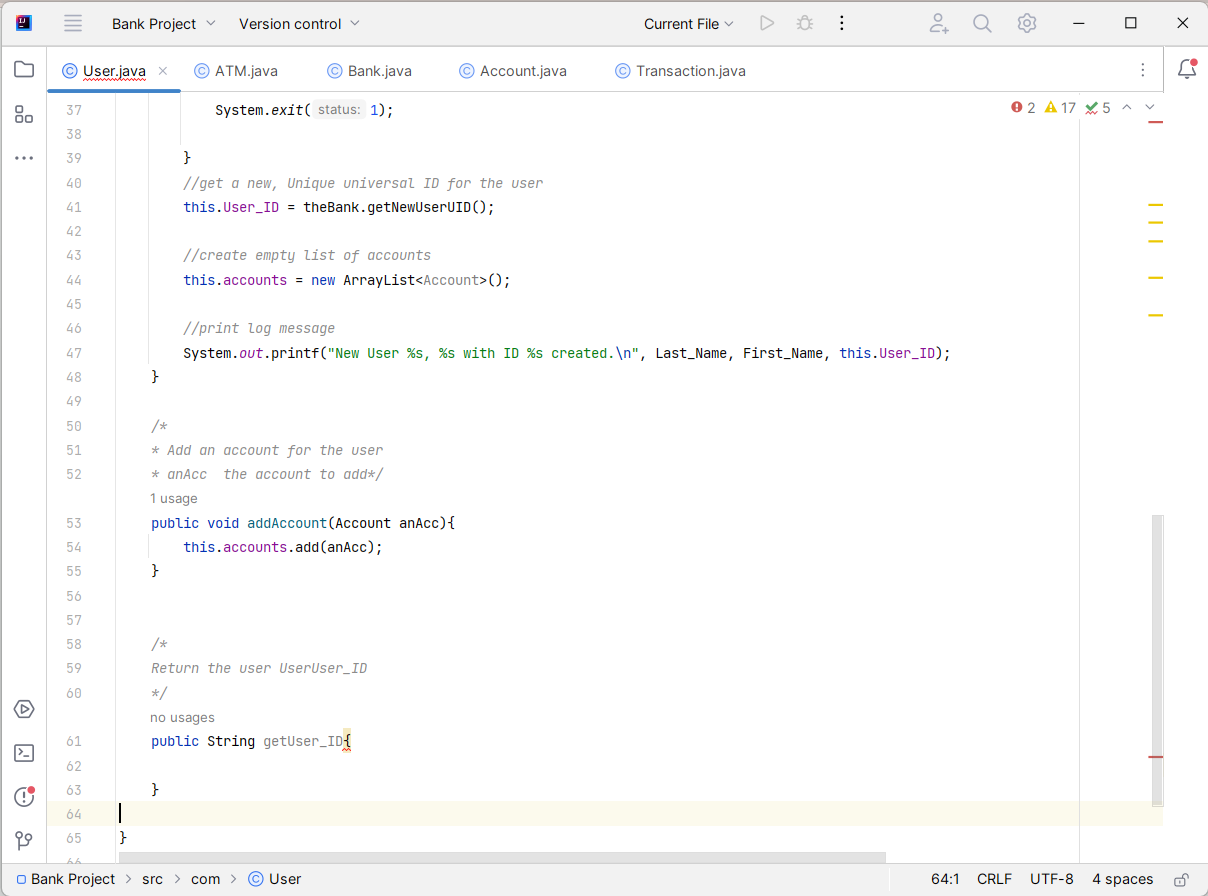 Bank Project Version control Current File
User.java ATM.java Bank.java Account.java Transaction.java
37 System.exit( status: 1); 2 17 5
38
39 }
40 //get a new, Unique universal ID for the user
41 this.User_ID = theBank.getNewUserUID();
42
43 //create empty list of accounts
44 this.accounts = new ArrayList<Account>();
45
46 //print log message
47 System.out.printf("New User %s, %s with ID %s created.\n", Last_Name, First_Name, this.User_ID);
48 }
49
50 /*
51 * Add an account for the user
52 * anAcc  the account to add*/
1 usage
53 public void addAccount(Account anAcc){
54 this.accounts.add(anAcc);
55 }
56
57
58 /*
59 Return the user UserUser_ID
60 */
no usages
61 public String getUser_ID{
62
63 }
64
65 }
66
Bank Project > src > com > User 64:1 CRLF UTF-8 4 spaces